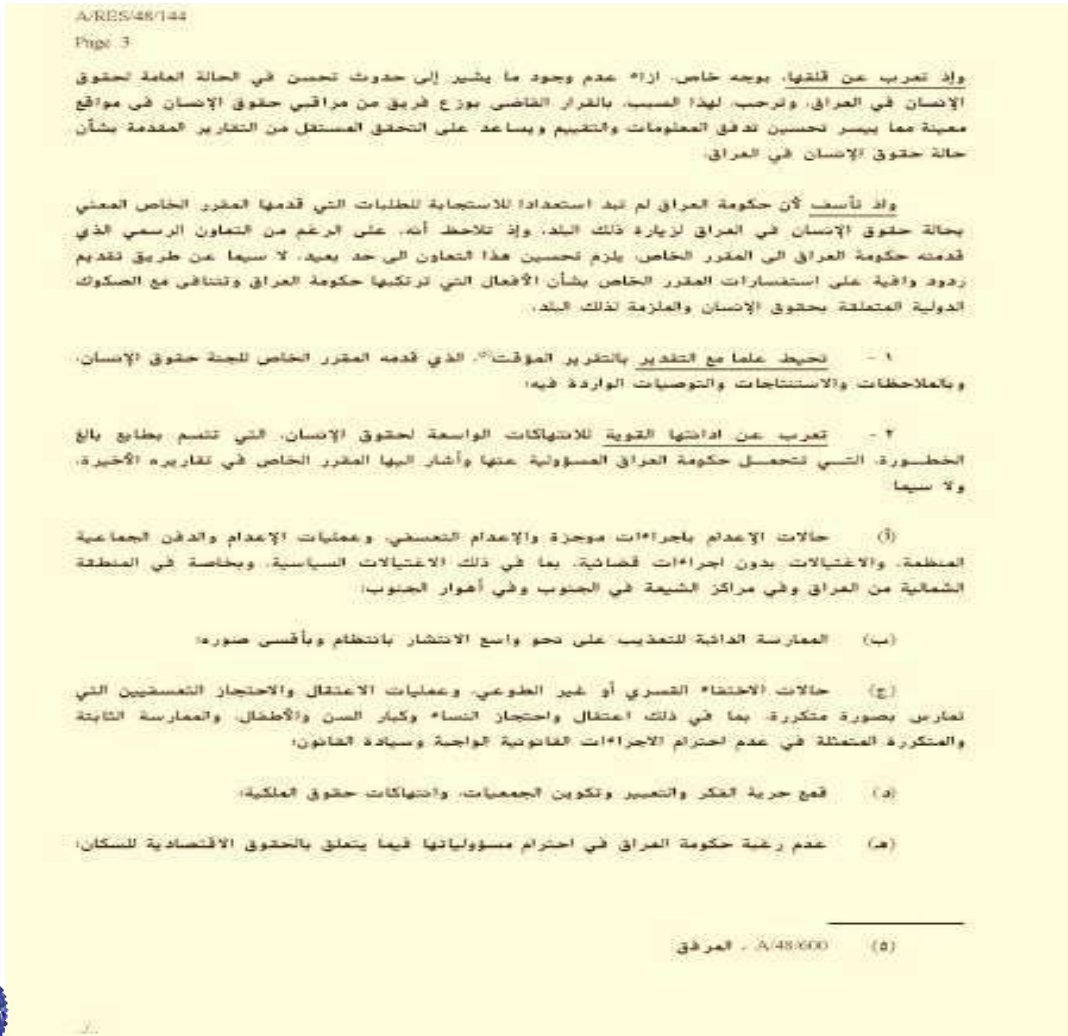 A/RES/48/144
Page 3
وإذ تعرب عن قلقها، بوجه خاص، ازاء عدم وجود ما يشير إلى حدوث تحسن في الحالة العامة لحقوق
الإنسان في العراق، وترحب، لهذا السبب، بالقرار القاضي بوزع فريق من مراقبي حقوق الإنسان في مواقع
معينة مما ييسر تحسين تدفق المعلومات والتقييم ويساعد على التحقق المستقل من التقارير المقدمة بشأن
حالة حقوق الإنسان في العراق،
وإذ تأسف لأن حكومة العراق لم تبد استعدادا للاستجابة للطلبات التي قدمها المقرر الخاص المعني
بحالة حقوق الإنسان في العراق لزيارة ذلك البلد، وإذ تلاحظ أنه، على الرغم من التعاون الرسمي الذي
قدمته حكومة العراق الى المقرر الخاص، يلزم تحسين هذا التعاون الى حد بعيد، لا سيما عن طريق تقديم
ردود وافية على استفسارات المقرر الخاص بشأن الأفعال التي ترتكبها حكومة العراق وتتنافى مع الصكوك
الدولية المتعلقة بحقوق الإنسان والملزمة لذلك البلد،
١ - تحيط علما مع التقدير بالتقرير المؤقت(٥)، الذي قدمه المقرر الخاص للجنة حقوق الإنسان،
وبالملاحظات والاستنتاجات والتوصيات الواردة فيه؛
٢ - تعرب عن ادانتها القوية للانتهاكات الواسعة لحقوق الإنسان، التي تتسم بطابع بالغ
الخطــورة، التــي تتحمــل حكومة العراق المسؤولية عنها وأشار اليها المقرر الخاص في تقاريره الأخيرة،
ولا سيما
(أ) حالات الإعدام باجراءات موجزة والإعدام التعسفي، وعمليات الإعدام والدفن الجماعية
المنظمة، والاغتيالات بدون اجراءات قضائية، بما في ذلك الاغتيالات السياسية، وبخاصة في المنطقة
الشمالية من العراق وفي مراكز الشيعة في الجنوب وفي أهوار الجنوب؛
(ب) الممارسة الدائبة للتعذيب على نحو واسع الانتشار بانتظام وبأقسى صوره؛
(ج) حالات الاختفاء القسري أو غير الطوعي، وعمليات الاعتقال والاحتجاز التعسفيين التي
تمارس بصورة متكررة، بما في ذلك اعتقال واحتجاز النساء وكبار السن والأطفال، والممارسة الثابتة
والمتكررة المتمثلة في عدم احترام الاجراءات القانونية الواجبة وسيادة القانون؛
(د) قمع حرية الفكر والتعبير وتكوين الجمعيات، وانتهاكات حقوق الملكية؛
(هـ) عدم رغبة حكومة العراق في احترام مسؤولياتها فيما يتعلق بالحقوق الاقتصادية للسكان؛
(٥) A/48/600 ، المرفق
/..